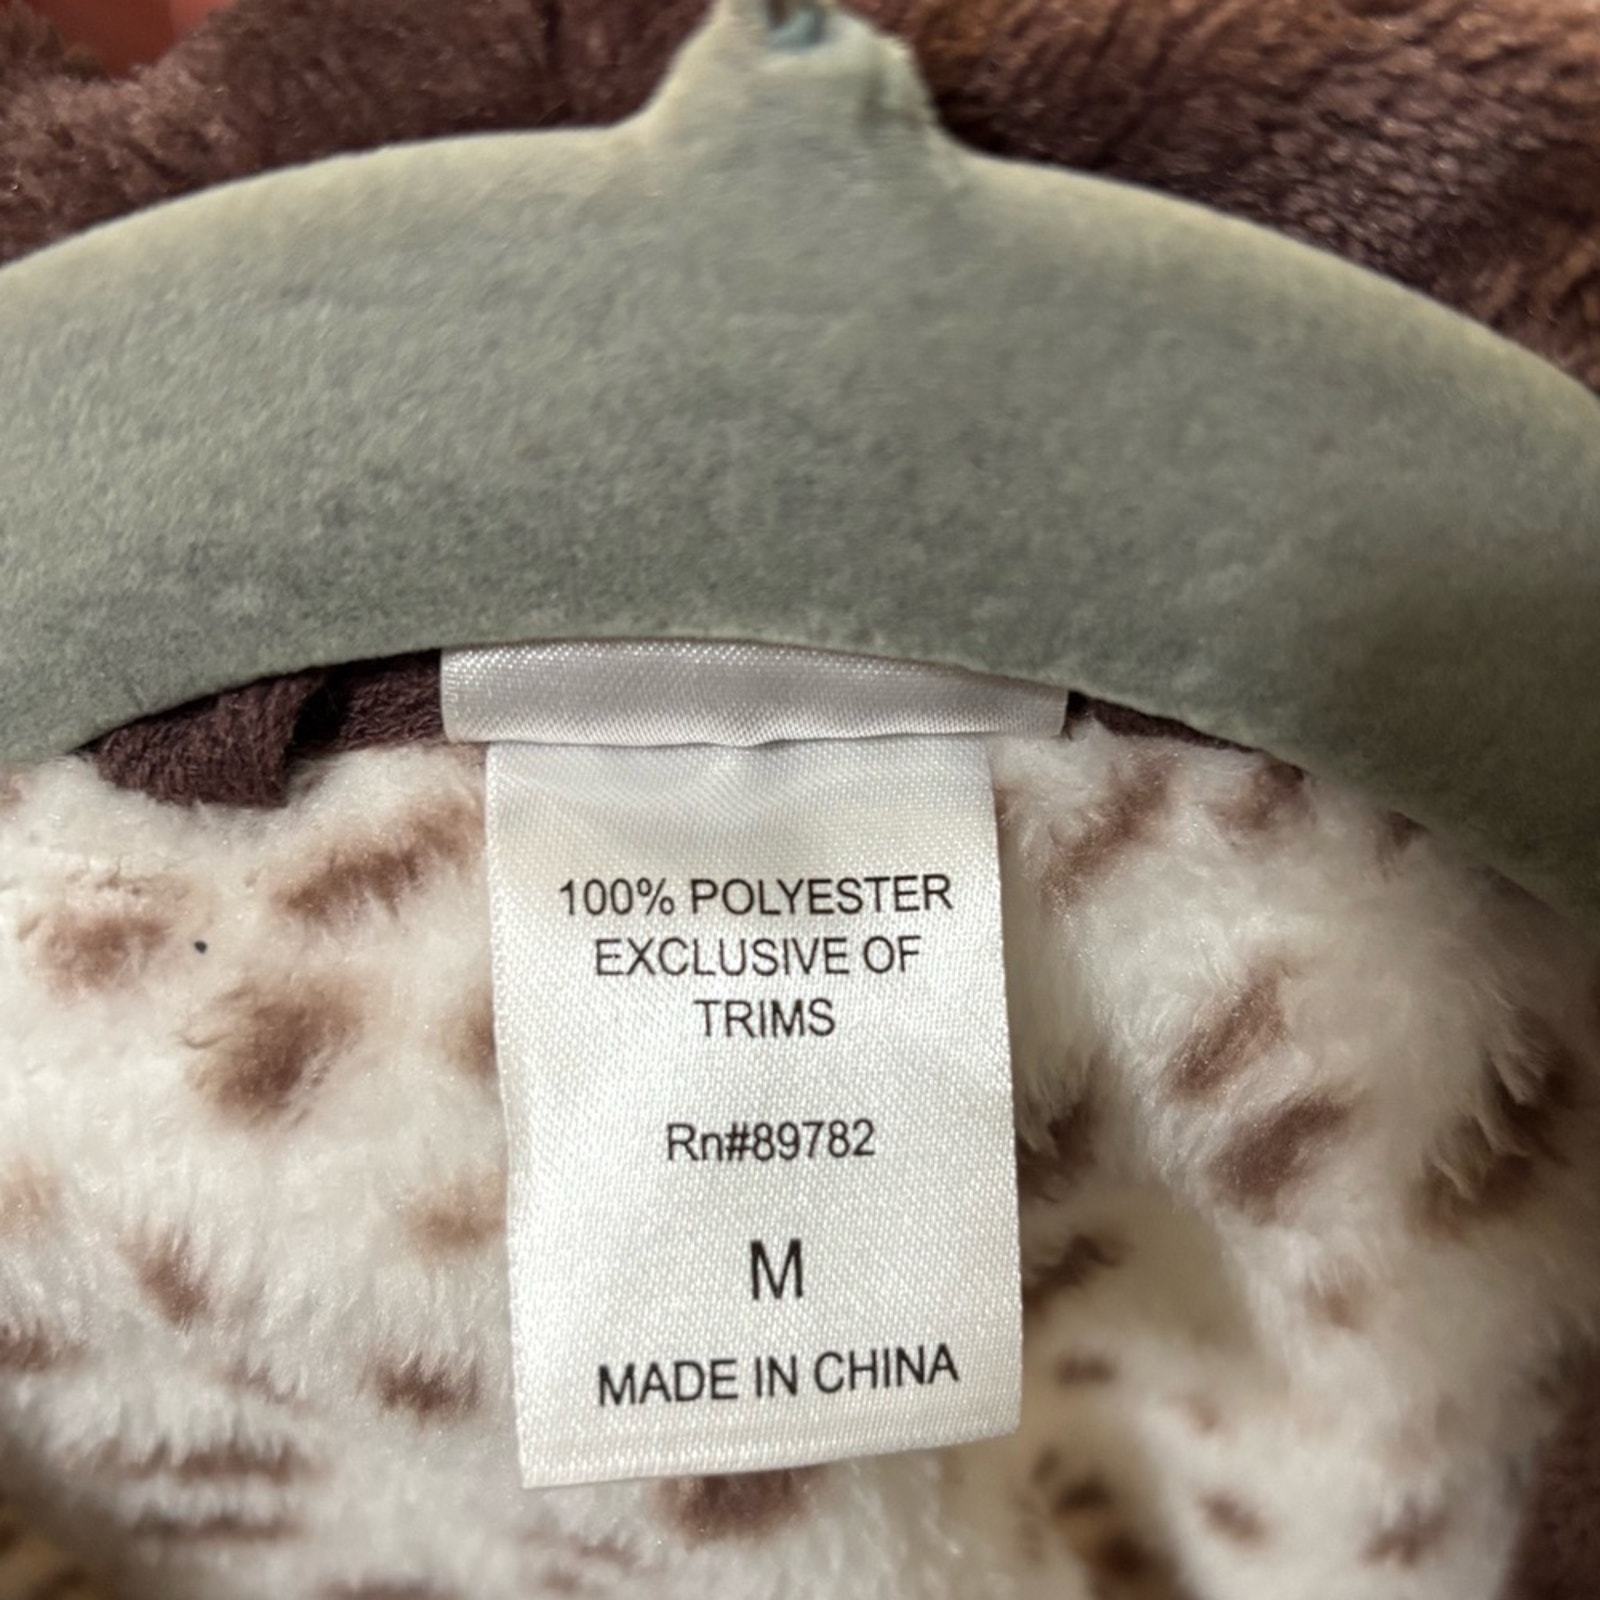 100% POLYESTER
EXCLUSIVE OF
TRIMS
Rn#89782
M
MADE IN CHINA